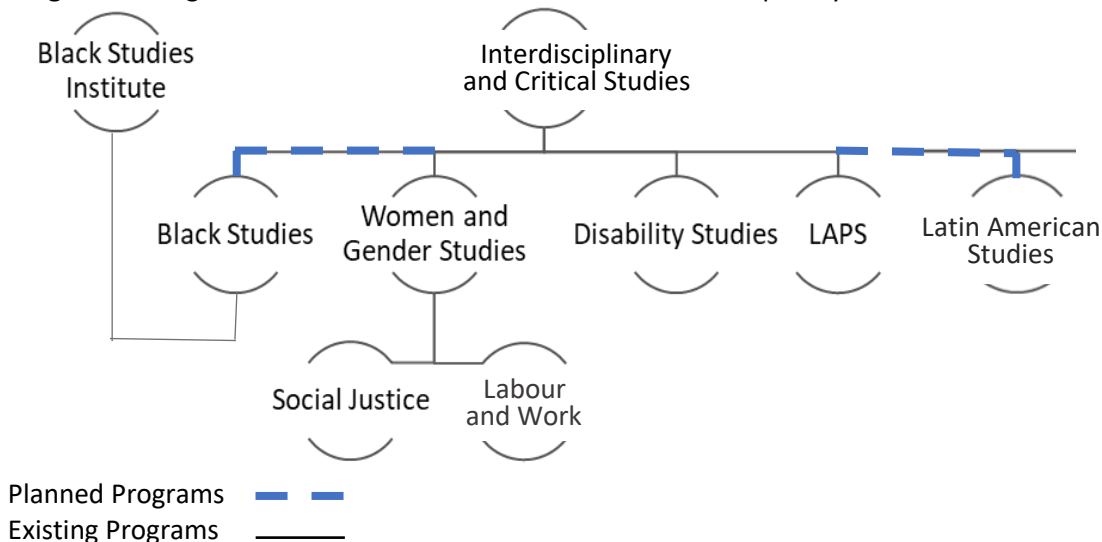 Black Studies
Institute
Interdisciplinary
and Critical Studies
Black Studies
Women and
Gender Studies
Disability Studies
LAPS
Latin American
Studies
Social Justice
Labour
and Work
Planned Programs
Existing Programs